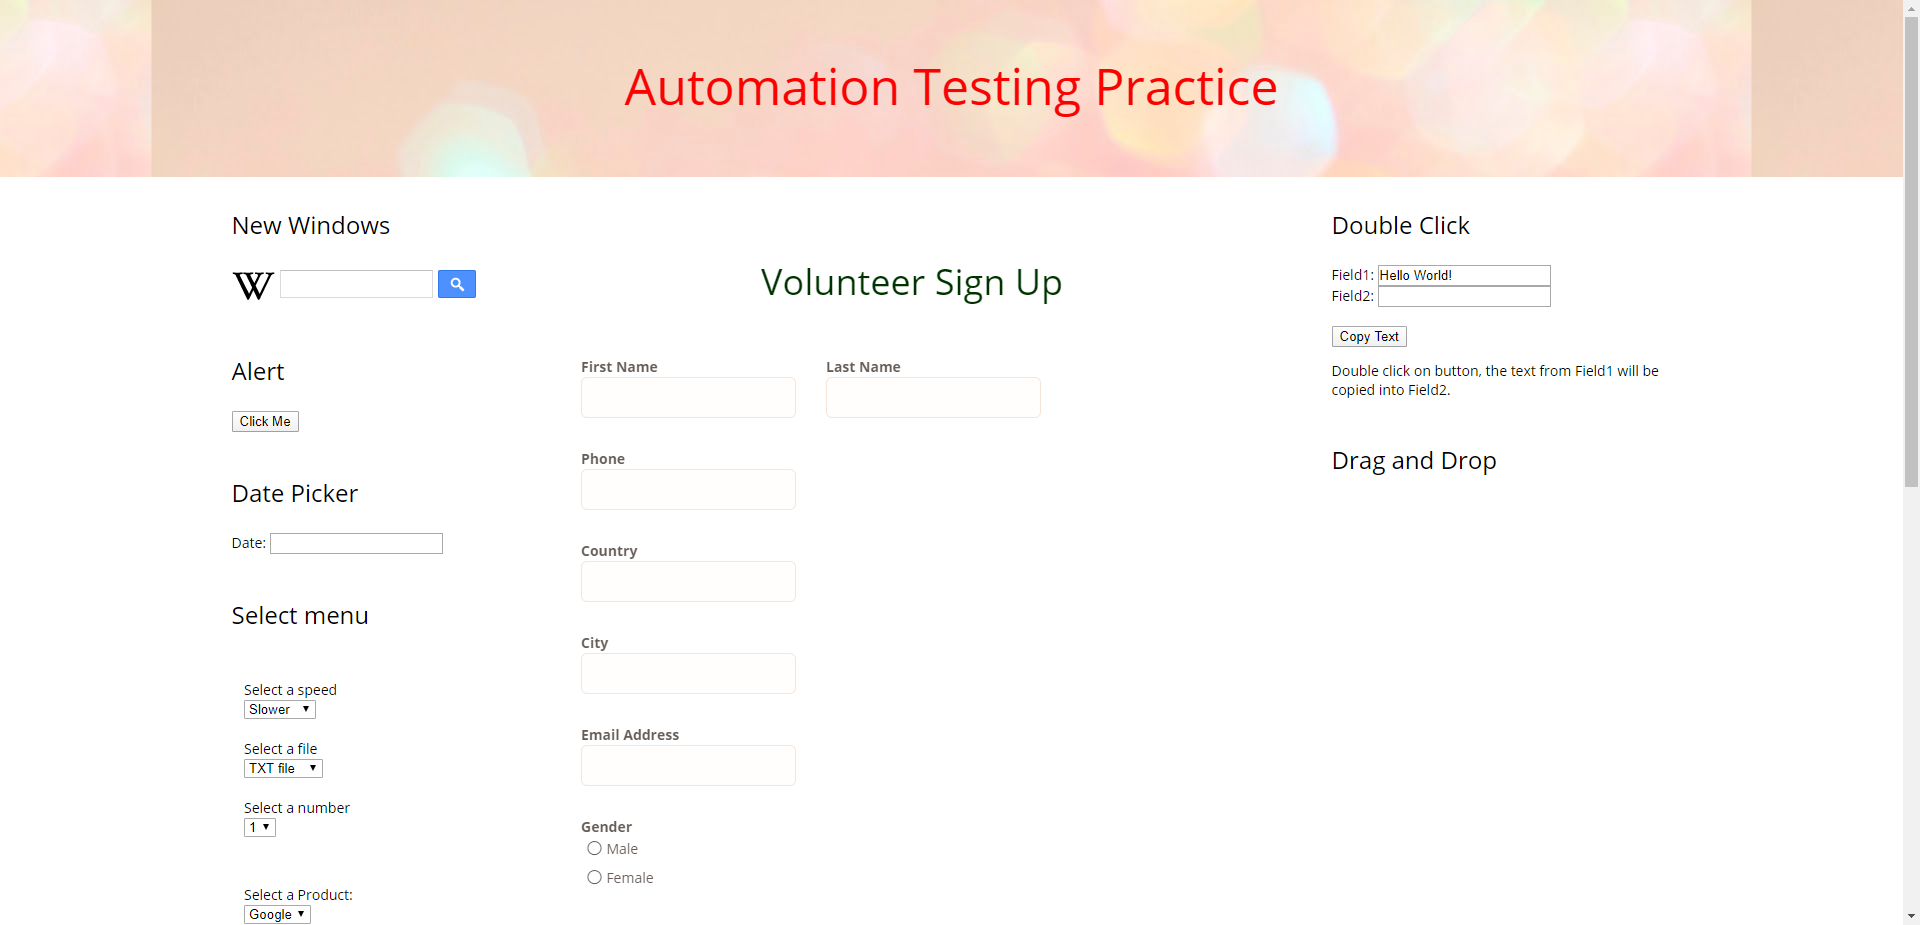 Automation Testing Practice
New Windows
W
Alert
Click Me
Date Picker
Date:
Select menu
Select a speed
Slower
Select a file
TXT file
Select a number
1
Select a Product:
Google
Volunteer Sign Up
First Name
Last Name
Phone
Country
City
Email Address
Gender
Male
Female
Double Click
Field1: Hello World!
Field2:
Copy Text
Double click on button, the text from Field1 will be
copied into Field2.
Drag and Drop